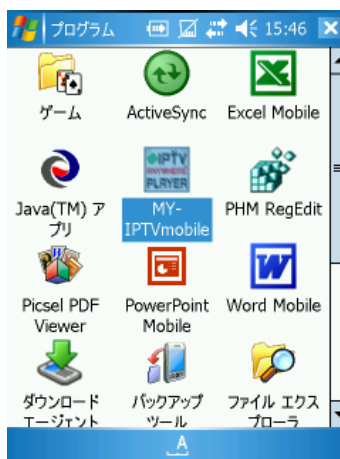 プログラム 15:46
ゲーム ActiveSync Excel Mobile
IPTV
ANYWHERE
PLAYER
Java(TM) ア MY- PHM RegEdit
プリ IPTVmobile
Picsel PDF PowerPoint Word Mobile
Viewer Mobile
ダウンロード バックアップ ファイル エクス
エージェント ツール プローラ
A